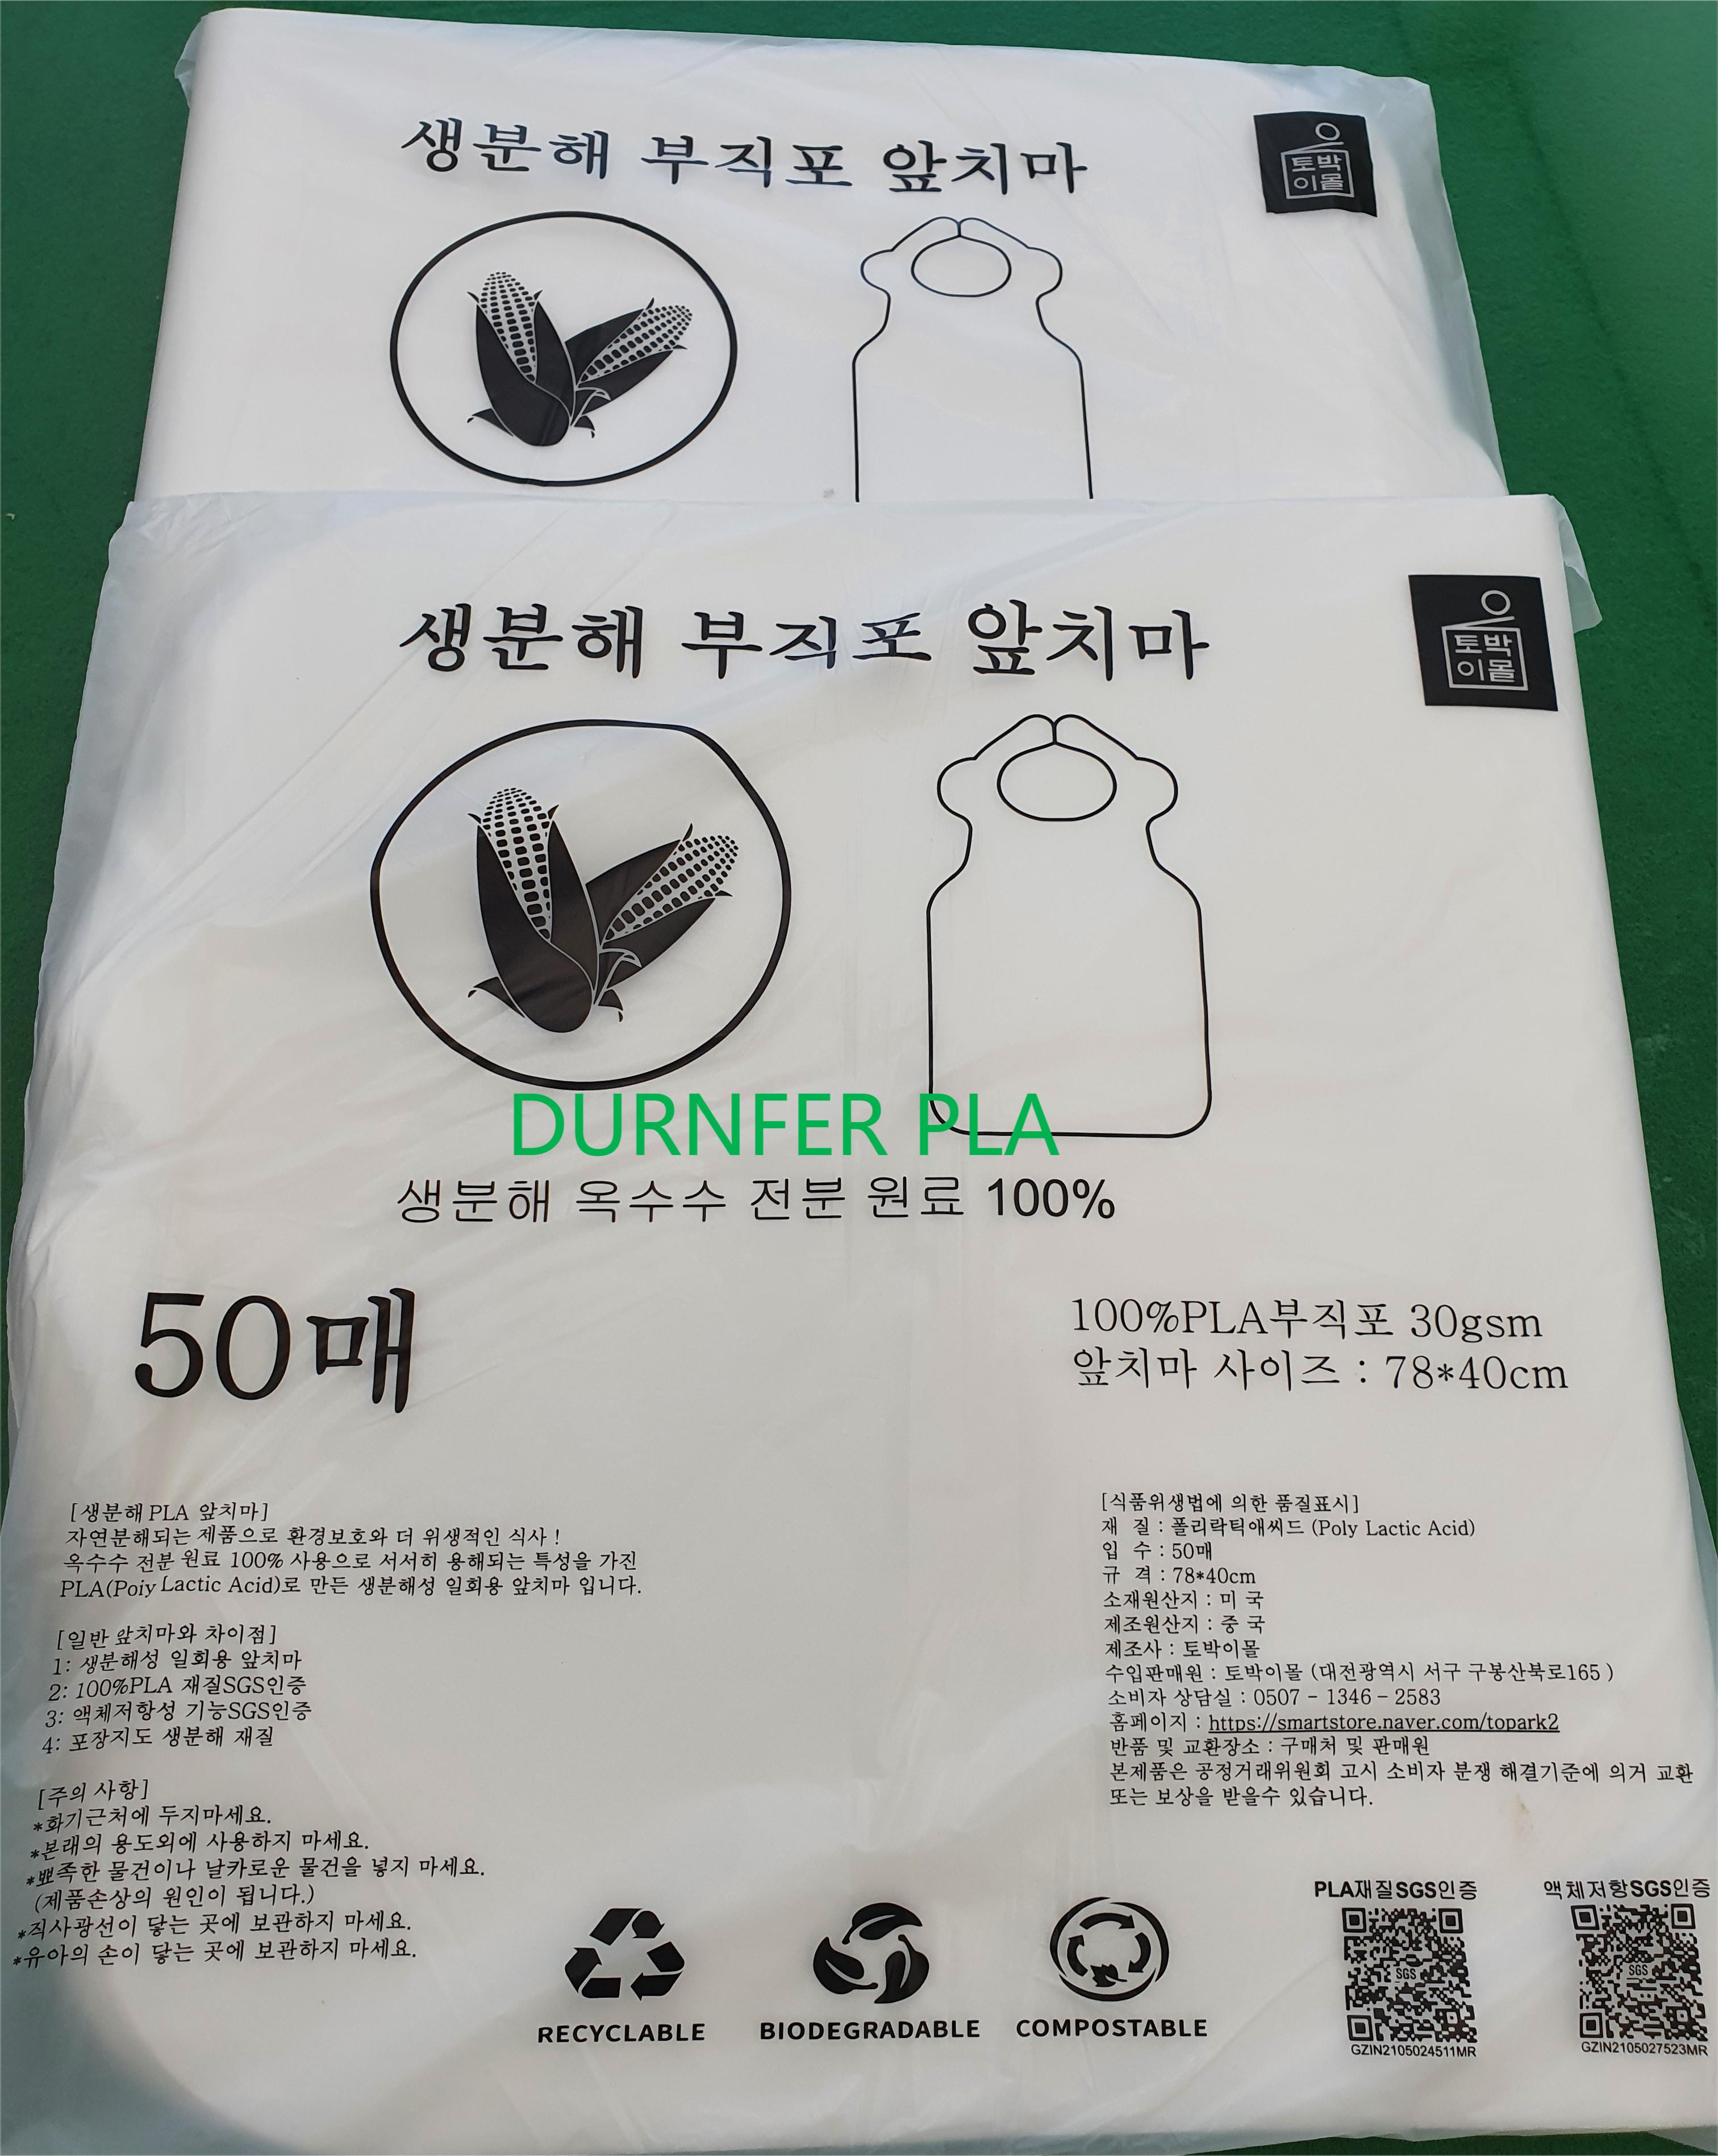 생분해 부직포 앞치마
토박
이몰
생분해 부직포 앞치마
토박
이몰
DURNFER PLA
생분해 옥수수 전분 원료 100%
50매
100%PLA부직포 30gsm
앞치마 사이즈 : 78*40cm
[생분해 PLA 앞치마]
자연분해되는 제품으로 환경보호와 더 위생적인 식사 !
옥수수 전분 원료 100% 사용으로 서서히 용해되는 특성을 가진
PLA(Poiy Lactic Acid)로 만든 생분해성 일회용 앞치마 입니다.
[일반 앞치마와 차이점]
1: 생분해성 일회용 앞치마
2: 100%PLA 재질SGS인증
3: 액체저항성 기능SGS인증
4: 포장지도 생분해 재질
[주의 사항]
*화기근처에 두지마세요.
*본래의 용도외에 사용하지 마세요.
*뾰족한 물건이나 날카로운 물건을 넣지 마세요.
(제품손상의 원인이 됩니다.)
*직사광선이 닿는 곳에 보관하지 마세요.
*유아의 손이 닿는 곳에 보관하지 마세요.
[식품위생법에 의한 품질표시]
재 질 : 폴리락틱애씨드 (Poly Lactic Acid)
입 수 : 50매
규 격 : 78*40cm
소재원산지 : 미 국
제조원산지 : 중 국
제조사 : 토박이몰
수입판매원 : 토박이몰 (대전광역시 서구 구봉산북로165 )
소비자 상담실 : 0507 - 1346 - 2583
홈페이지 : https://smartstore.naver.com/topark2
반품 및 교환장소 : 구매처 및 판매원
본제품은 공정거래위원회 고시 소비자 분쟁 해결기준에 의거 교환
또는 보상을 받을수 있습니다.
RECYCLABLE
BIODEGRADABLE
COMPOSTABLE
PLA재질SGS인증
SGS
GZIN2105024511MR
액체저항SGS인증
SGS
GZIN2105027523MR